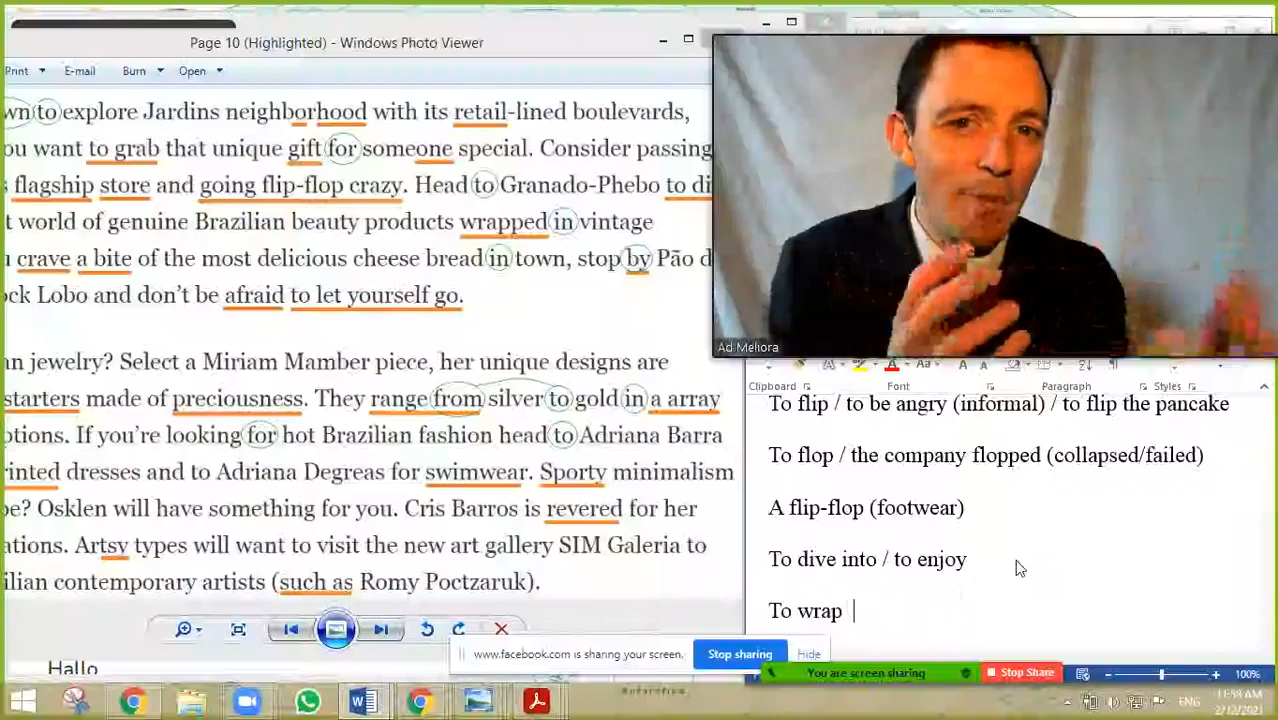 Page 10 (Highlighted) - Windows Photo Viewer
Print E-mail Burn Open
wn to explore Jardins neighborhood with its retail-lined boulevards,
ou want to grab that unique gift for someone special. Consider passing
s flagship store and going flip-flop crazy. Head to Granado-Phebo to di
t world of genuine Brazilian beauty products wrapped in vintage
u crave a bite of the most delicious cheese bread in town, stop by Pão d
ck Lobo and don't be afraid to let yourself go.
an jewelry? Select a Miriam Mamber piece, her unique designs are
starters made of preciousness. They range from silver to gold in a array
ptions. If you're looking for hot Brazilian fashion head to Adriana Barra
rinted dresses and to Adriana Degreas for swimwear. Sporty minimalism
be? Osklen will have something for you. Cris Barros is revered for her
ations. Artsy types will want to visit the new art gallery SIM Galeria to
ilian contemporary artists (such as Romy Poctzaruk).
Hallo
Ad Meliora
Clipboard Font Paragraph Styles
To flip / to be angry (informal) / to flip the pancake
To flop / the company flopped (collapsed/failed)
A flip-flop (footwear)
To dive into / to enjoy
To wrap
www.facebook.com is sharing your screen. Stop sharing Hide
You are screen sharing Stop Share
100%
ENG
11:58 AM